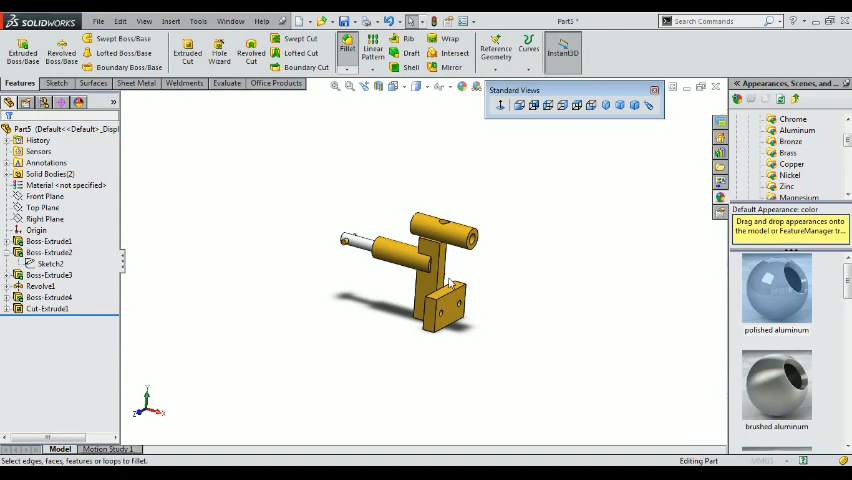 SOLIDWORKS File Edit View Insert Tools Window Help Part5 * Search Commands
Extruded Boss/Base
Revolved Boss/Base
Swept Boss/Base
Lofted Boss/Base
Boundary Boss/Base
Extruded Cut
Hole Wizard
Revolved Cut
Swept Cut
Lofted Cut
Boundary Cut
Fillet
Linear Pattern
Rib
Draft
Shell
Wrap
Intersect
Mirror
Reference Geometry
Curves
Instant3D
Features Sketch Surfaces Sheet Metal Weldments Evaluate Office Products
Standard Views
Appearances, Scenes, and...
Part5 (Default<<Default>_Displ
History
Sensors
Annotations
Solid Bodies(2)
Material <not specified>
Front Plane
Top Plane
Right Plane
Origin
Boss-Extrude1
Boss-Extrude2
Sketch2
Boss-Extrude3
Revolve1
Boss-Extrude4
Cut-Extrude1
Chrome
Aluminum
Bronze
Brass
Copper
Nickel
Zinc
Magnesium
Default Appearance: color
Drag and drop appearances onto
the model or FeatureManager tr...
polished aluminum
brushed aluminum
Y
Z
X
Model Motion Study 1
Select edges, faces, features or loops to fillet. Editing Part MMGS